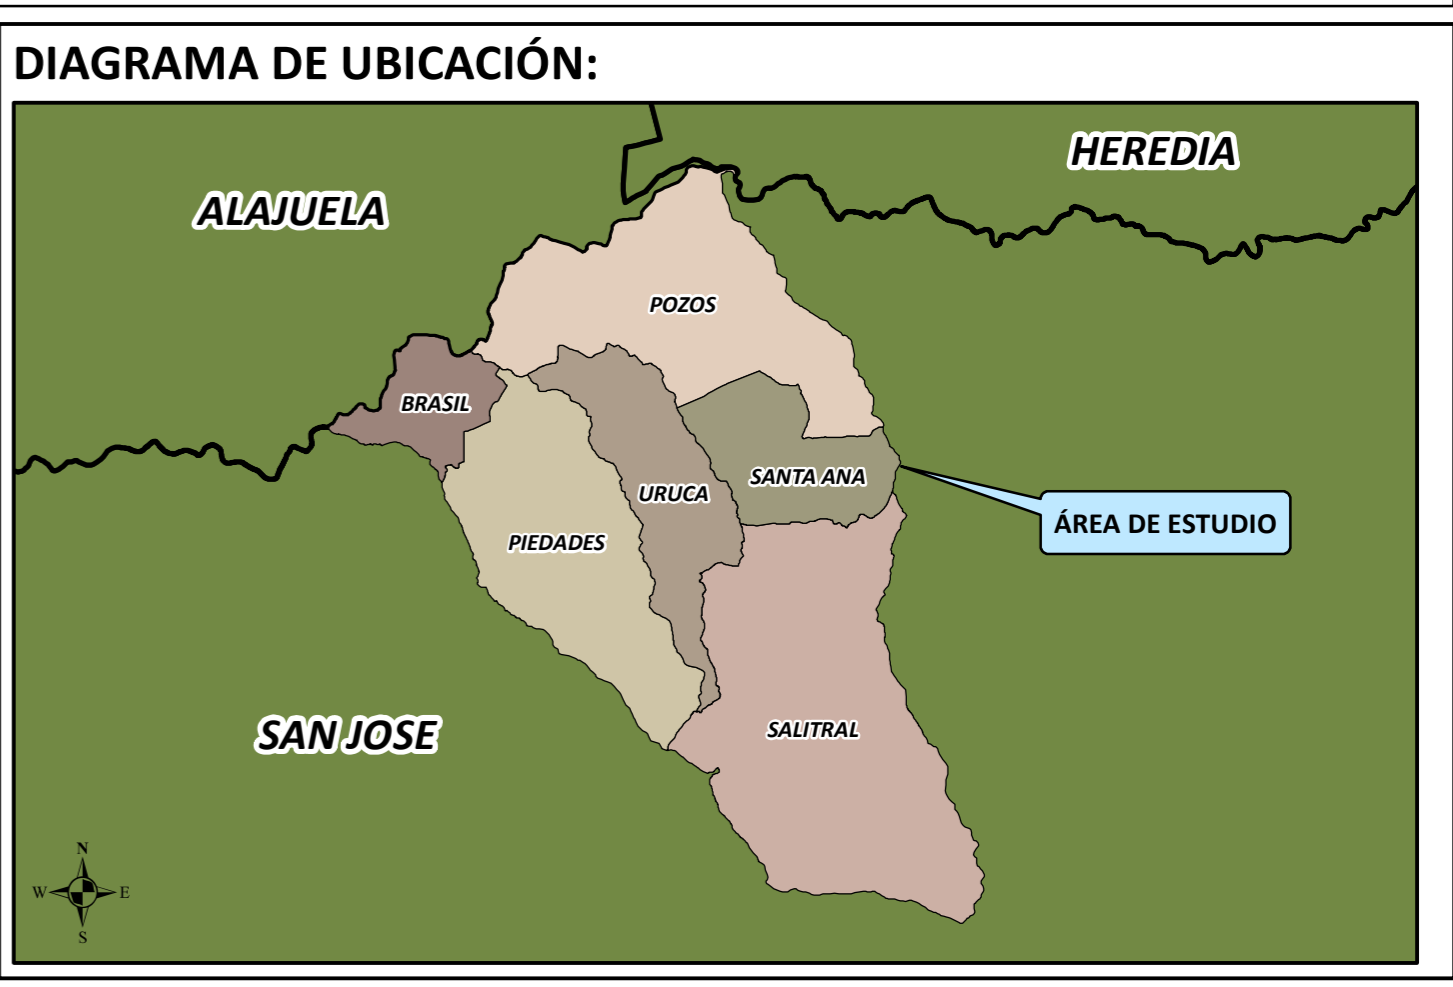 DIAGRAMA DE UBICACIÓN:
HEREDIA
ALAJUELA
POZOS
BRASIL
SANTA ANA
URUCA
ÁREA DE ESTUDIO
PIEDADES
SALITRAL
SAN JOSE
N
W E
S